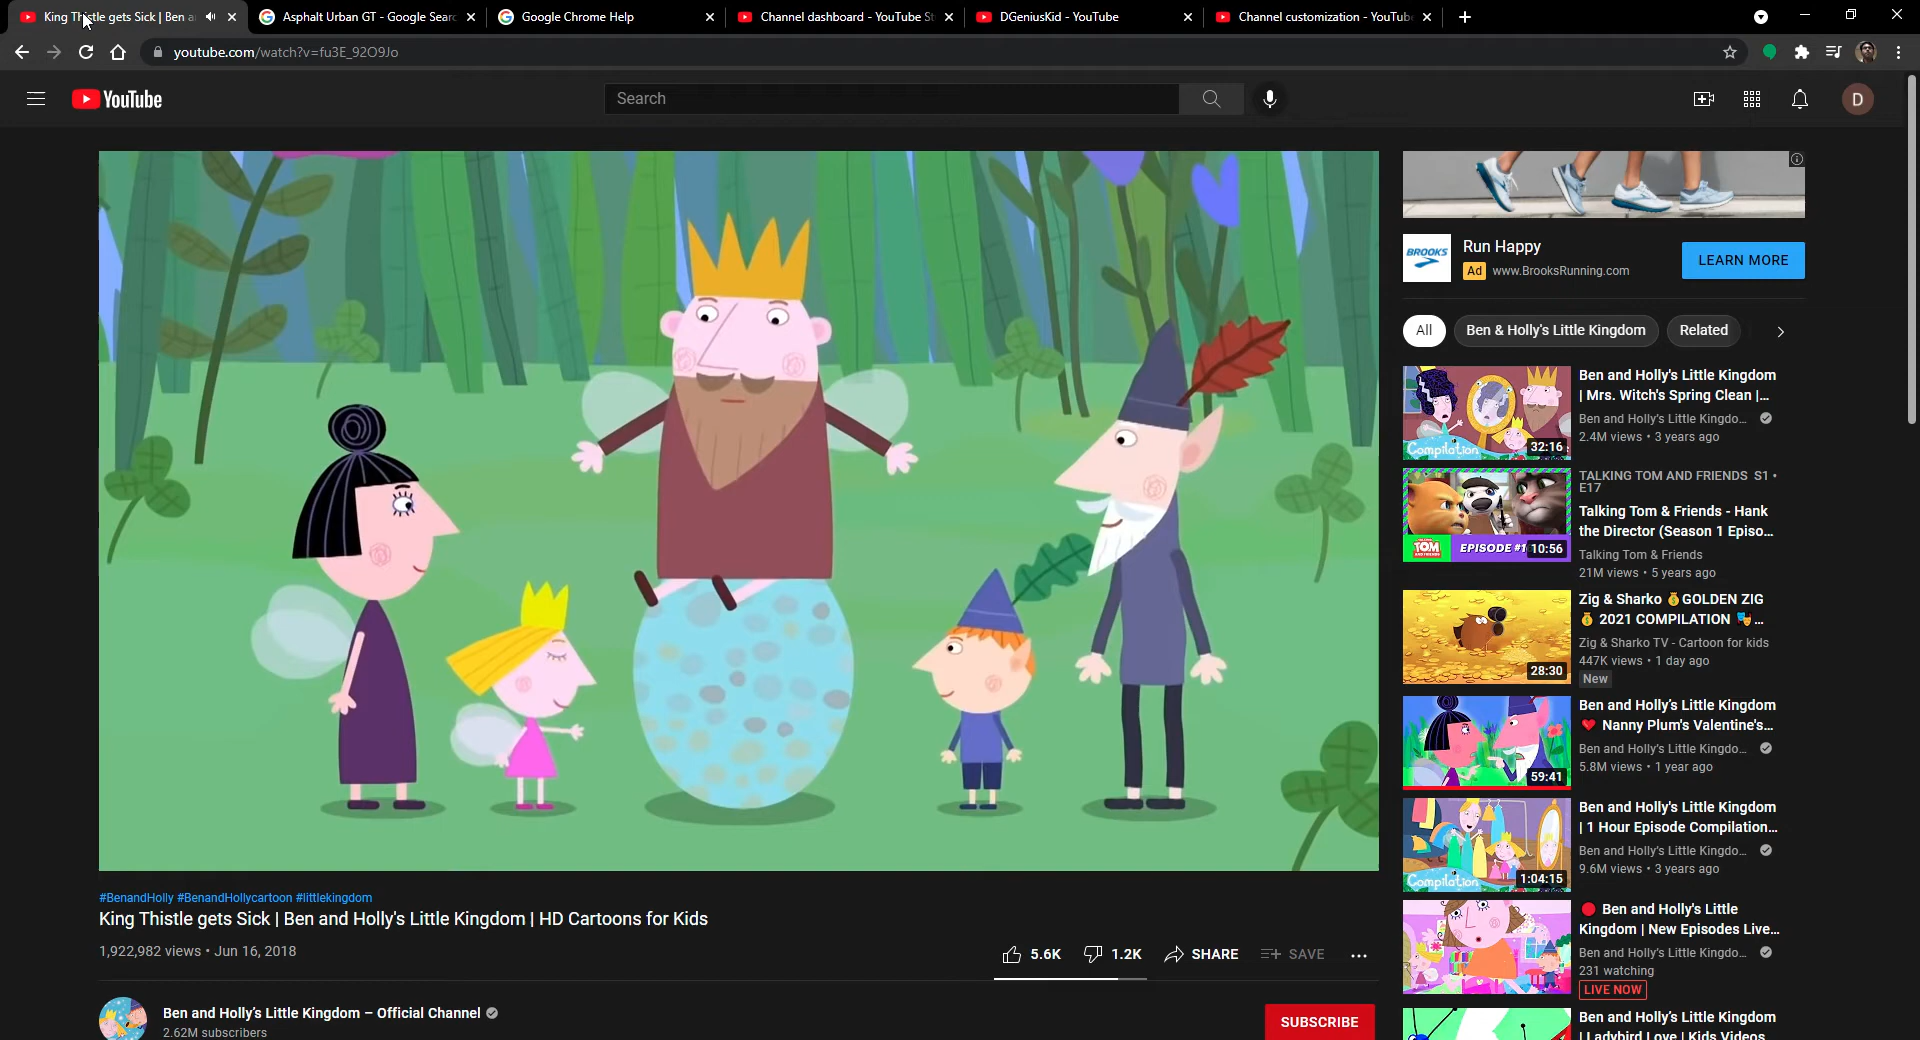 King Thistle gets Sick | Ben a
Asphalt Urban GT - Google Searc
Google Chrome Help
Channel dashboard - YouTube St
DGeniusKid - YouTube
Channel customization - YouTub
youtube.com/watch?v=fu3E_92O9Jo
YouTube
Search
D
BROOKS
Run Happy
Ad www.BrooksRunning.com
LEARN MORE
All
Ben & Holly's Little Kingdom
Related
Ben and Holly's Little Kingdom
| Mrs. Witch's Spring Clean |...
Ben and Holly's Little Kingdo...
2.4M views • 3 years ago
Compilation
32:16
TALKING TOM AND FRIENDS S1 •
E17
Talking Tom & Friends - Hank
the Director (Season 1 Episo...
Talking Tom & Friends
21M views • 5 years ago
TOM
EPISODE #1
10:56
Zig & Sharko 🥇GOLDEN ZIG
🥇 2021 COMPILATION 🎭...
Zig & Sharko TV - Cartoon for kids
447K views • 1 day ago
New
28:30
Ben and Holly's Little Kingdom
❤️ Nanny Plum's Valentine's...
Ben and Holly's Little Kingdo...
5.8M views • 1 year ago
59:41
Ben and Holly's Little Kingdom
| 1 Hour Episode Compilation...
Ben and Holly's Little Kingdo...
9.6M views • 3 years ago
Compilation
1:04:15
🔴 Ben and Holly's Little
Kingdom | New Episodes Live...
Ben and Holly's Little Kingdo...
231 watching
LIVE NOW
Ben and Holly's Little Kingdom
| Ladybird Love | Kids Videos
#BenandHolly #BenandHollycartoon #littlekingdom
King Thistle gets Sick | Ben and Holly's Little Kingdom | HD Cartoons for Kids
1,922,982 views • Jun 16, 2018
5.6K
1.2K
SHARE
SAVE
Ben and Holly's Little Kingdom – Official Channel
2.62M subscribers
SUBSCRIBE